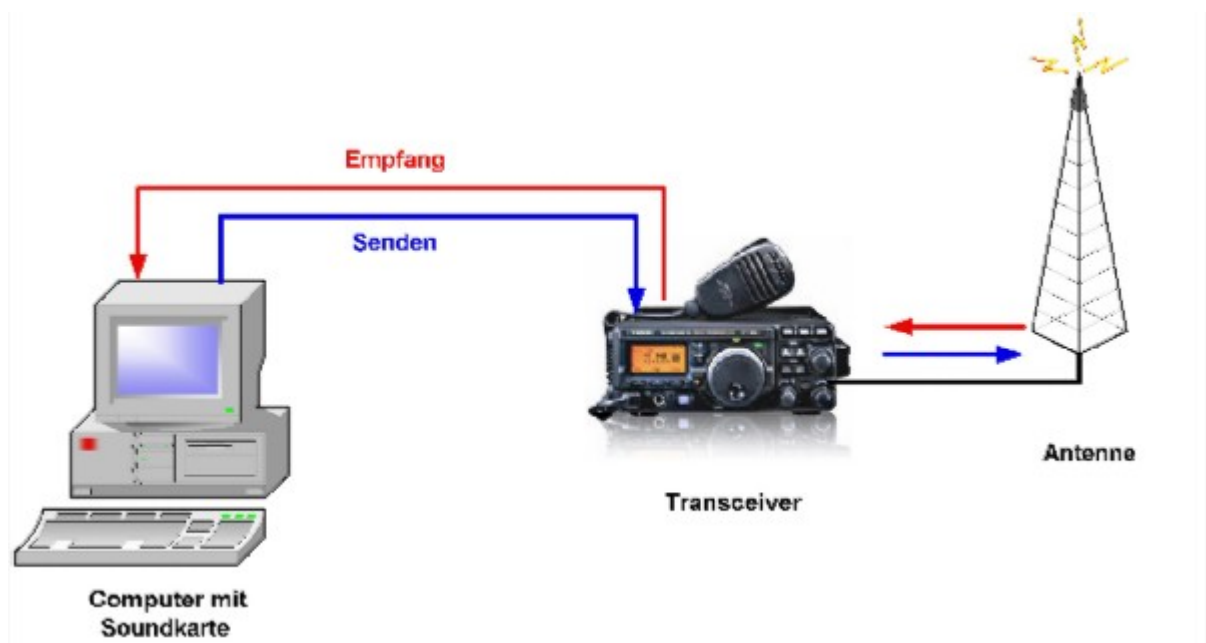 Empfang
Senden
Antenne
Transceiver
Computer mit
Soundkarte